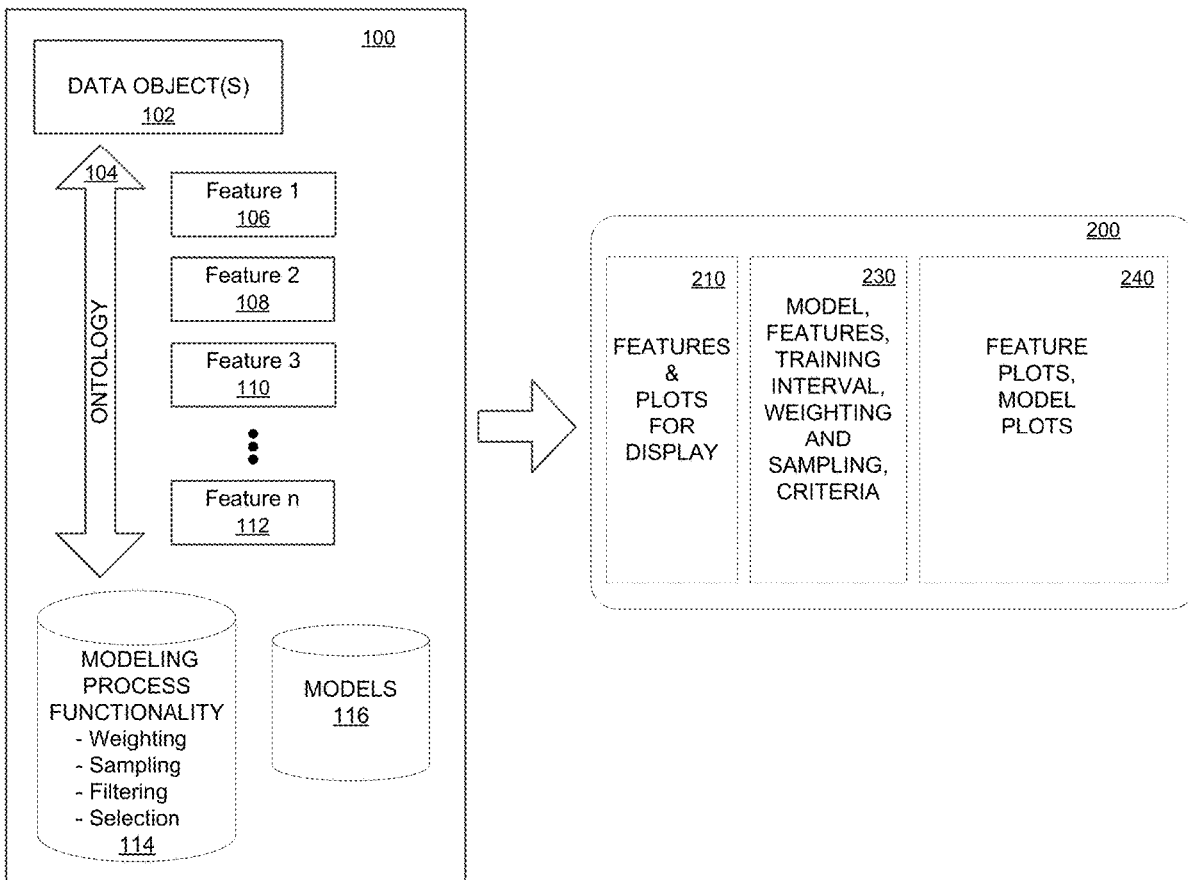 100
DATA OBJECT(S)
102
104
ONTOLOGY
Feature 1
106
Feature 2
108
Feature 3
110
Feature n
112
MODELING
PROCESS
FUNCTIONALITY
- Weighting
- Sampling
- Filtering
- Selection
114
MODELS
116
200
210
FEATURES
&
PLOTS
FOR
DISPLAY
230
MODEL,
FEATURES,
TRAINING
INTERVAL,
WEIGHTING
AND
SAMPLING,
CRITERIA
240
FEATURE
PLOTS,
MODEL
PLOTS